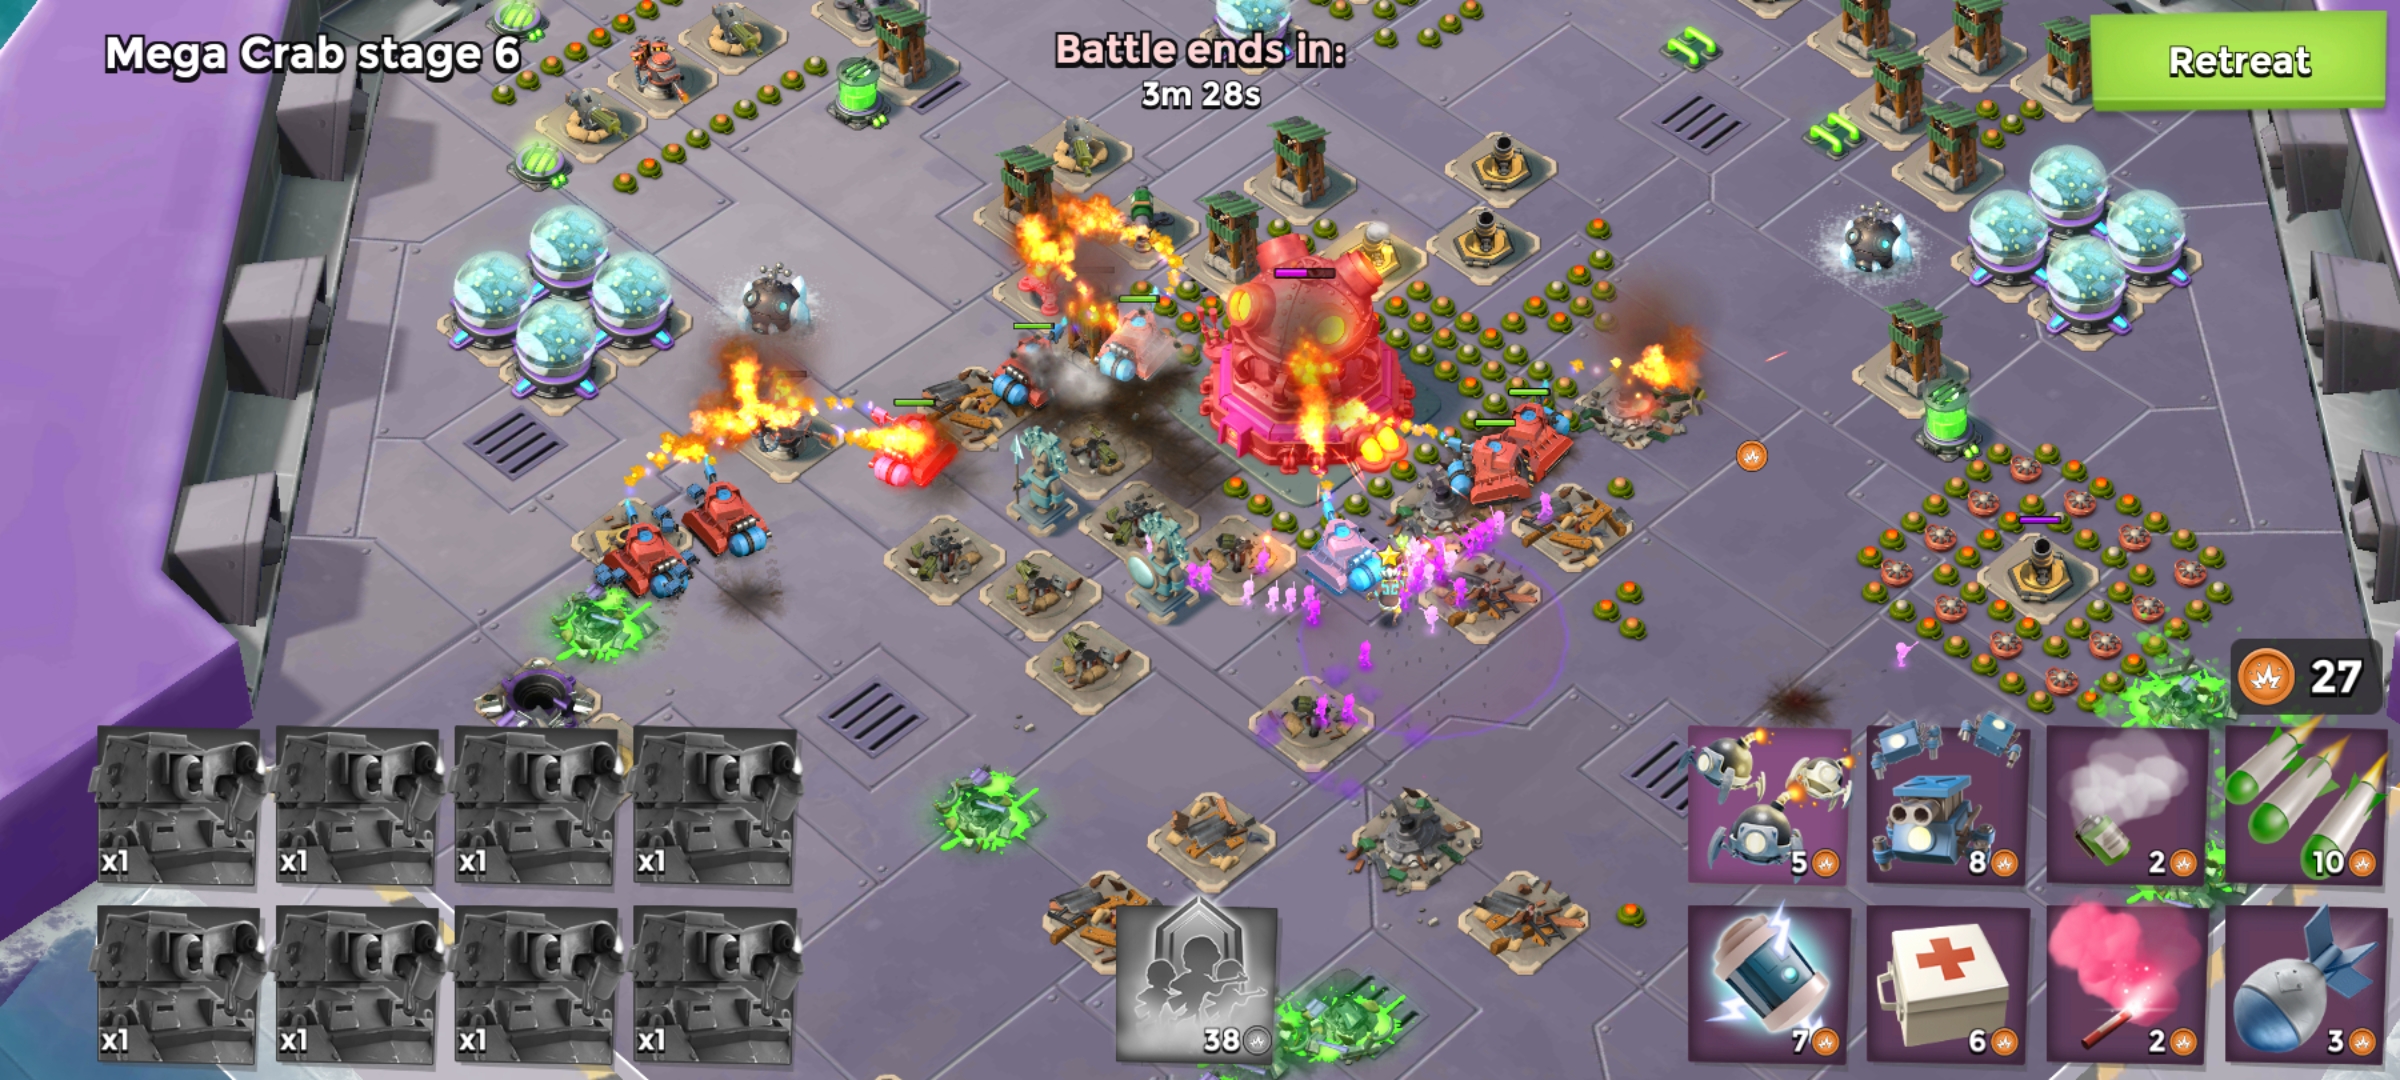 Mega Crab stage 6
Battle ends in:
3m 28s
Retreat
27
x1
x1
x1
x1
5
8
2
10
x1
x1
x1
x1
38
7
6
2
3